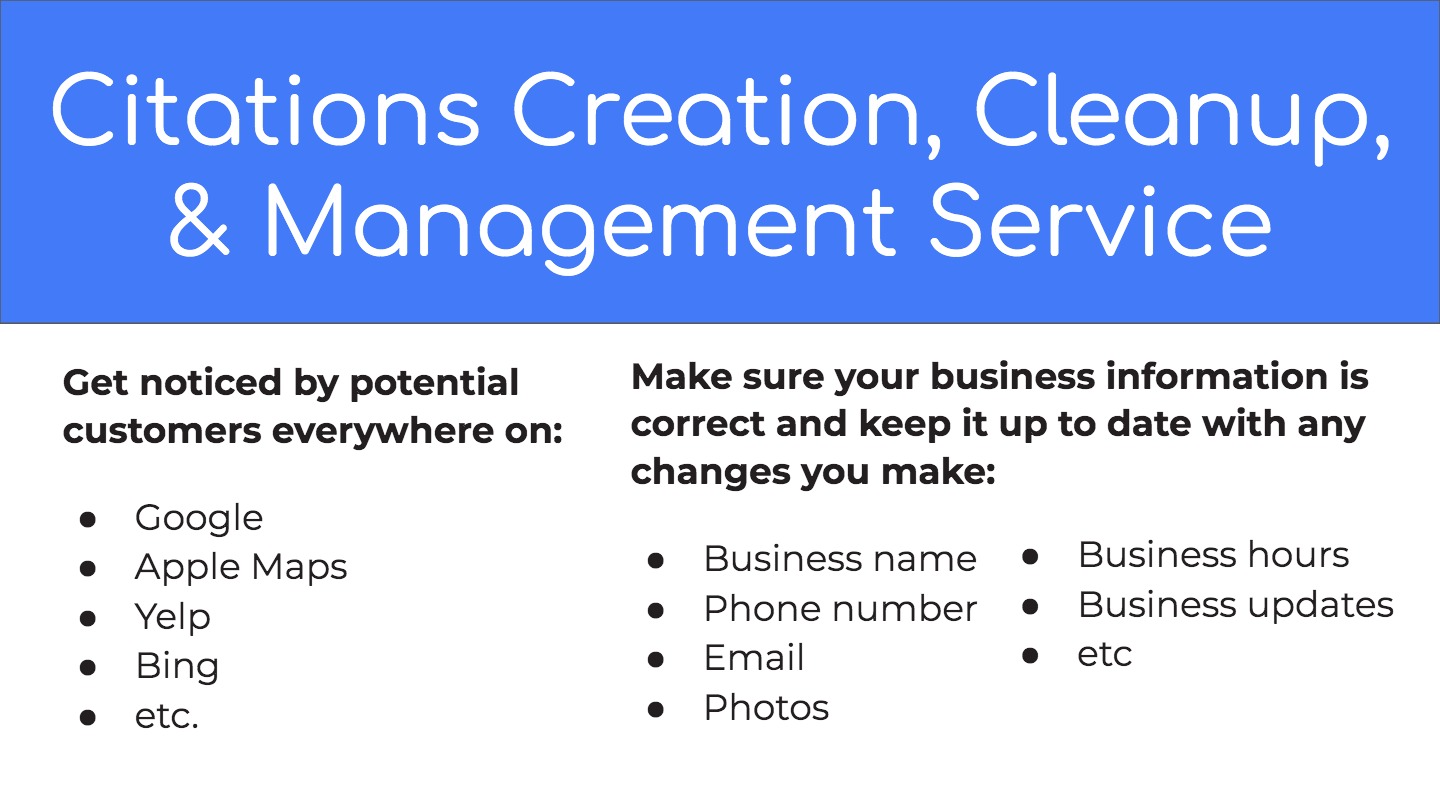 Citations Creation, Cleanup,
& Management Service
Get noticed by potential
customers everywhere on:
● Google
● Apple Maps
● Yelp
● Bing
● etc.
Make sure your business information is
correct and keep it up to date with any
changes you make:
● Business name
● Phone number
● Email
● Photos
● Business hours
● Business updates
● etc